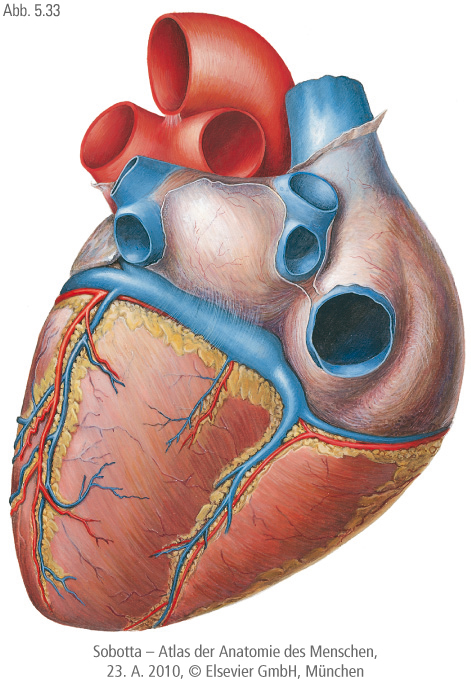 Abb. 5.33
Sobotta – Atlas der Anatomie des Menschen,
23. A. 2010, © Elsevier GmbH, München